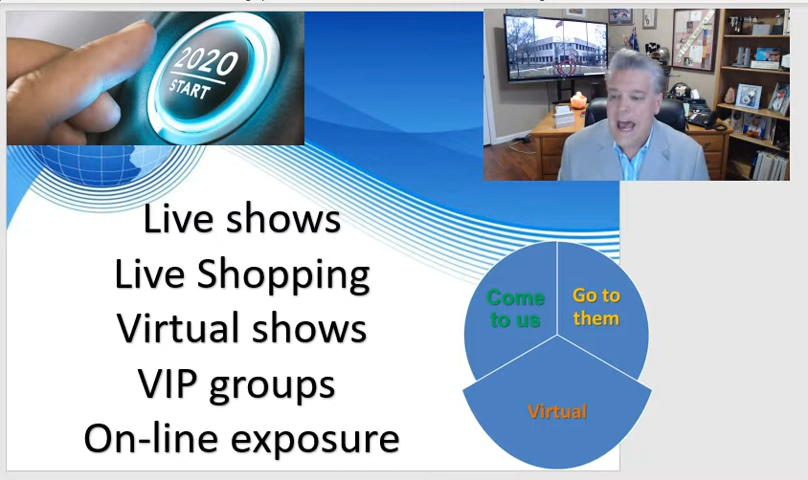 2020
START
Live shows
Live Shopping
Virtual shows
VIP groups
On-line exposure
Come
to us
Go to
them
Virtual